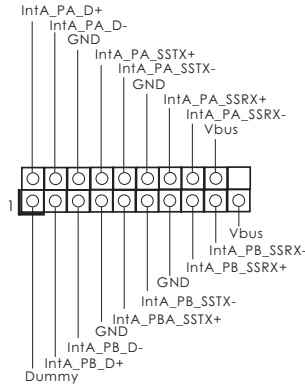 IntA_PA_D+
IntA_PA_D-
GND
IntA_PA_SSTX+
IntA_PA_SSTX-
GND
IntA_PA_SSRX+
IntA_PA_SSRX-
Vbus
1
Vbus
IntA_PB_SSRX-
IntA_PB_SSRX+
GND
IntA_PB_SSTX-
IntA_PBA_SSTX+
GND
IntA_PB_D-
IntA_PB_D+
Dummy